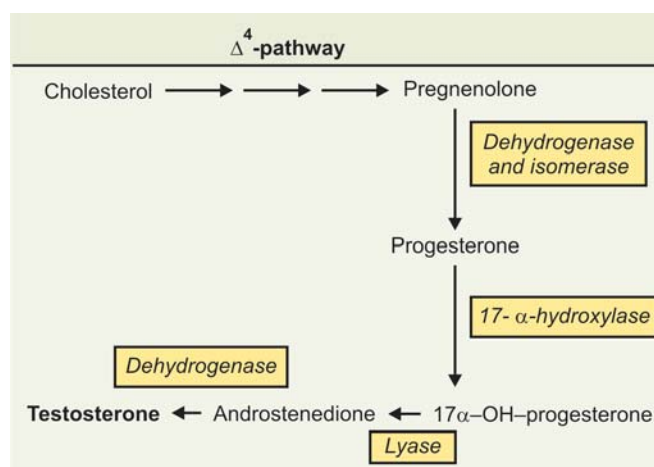 Δ⁴-pathway
Cholesterol Pregnenolone
Dehydrogenase
and isomerase
Progesterone
17- α-hydroxylase
Dehydrogenase
Testosterone Androstenedione 17α–OH–progesterone
Lyase